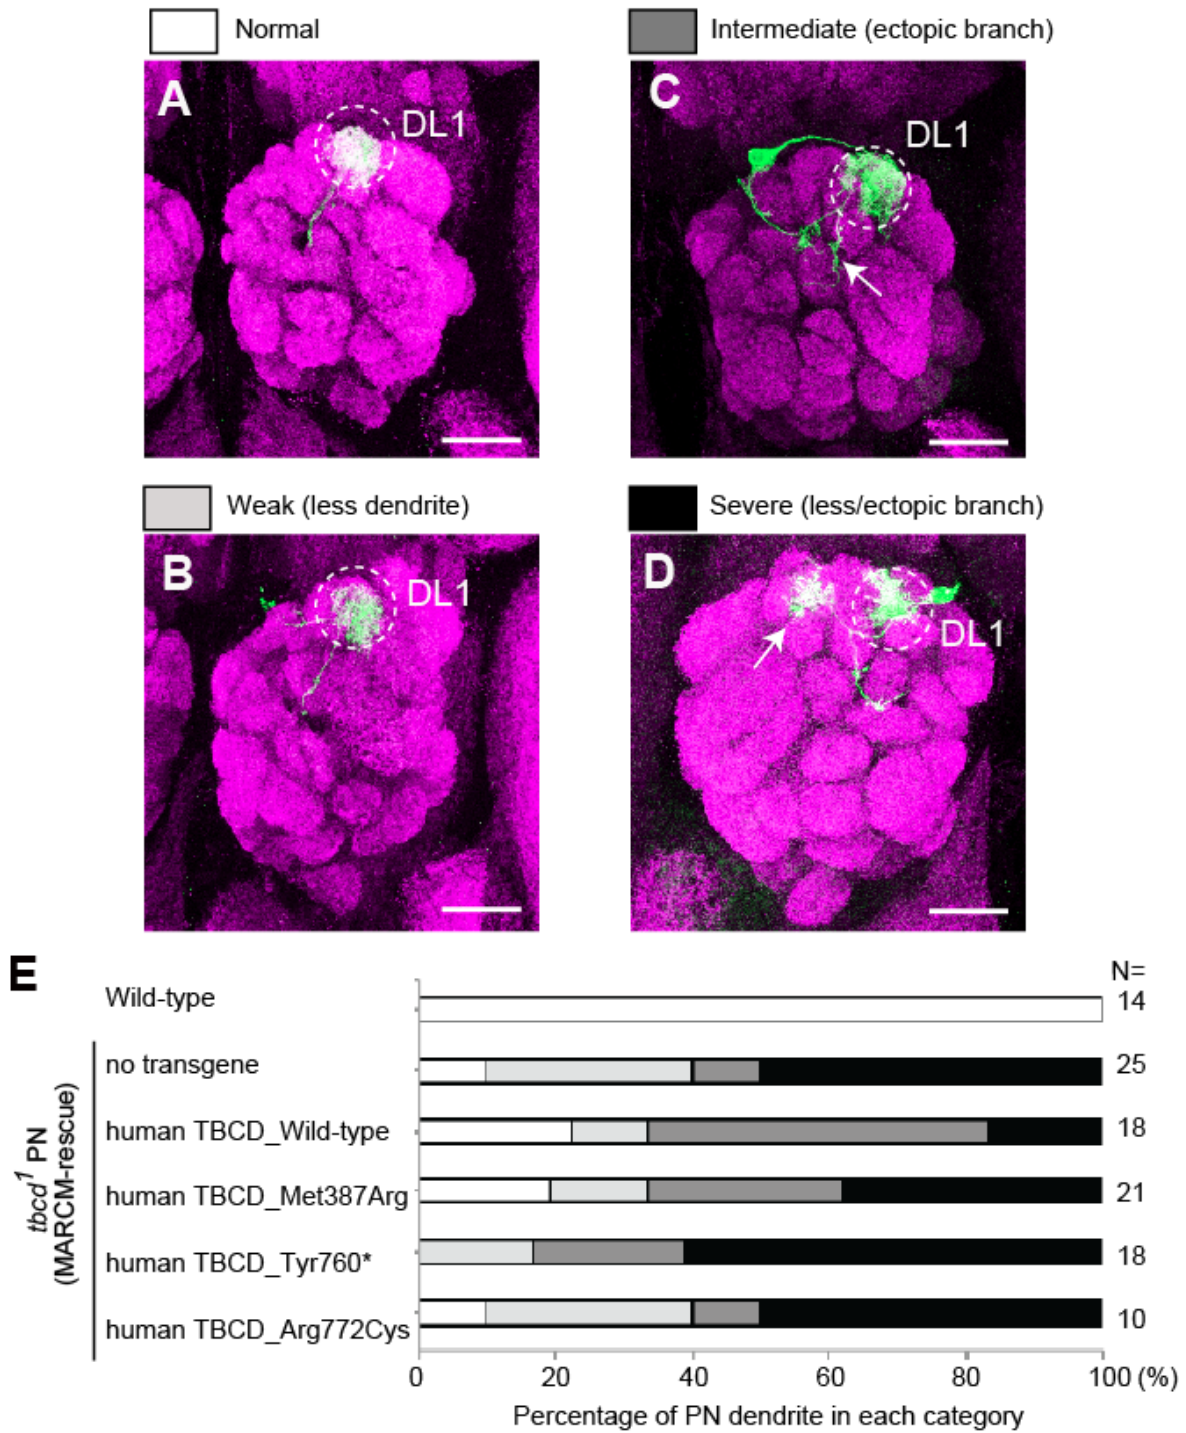 Normal
Intermediate (ectopic branch)
A
DL1
C
DL1
Weak (less dendrite)
Severe (less/ectopic branch)
B
DL1
D
DL1
E
N=
Wild-type
14
no transgene
25
human TBCD_Wild-type
18
human TBCD_Met387Arg
21
human TBCD_Tyr760*
18
human TBCD_Arg772Cys
10
tbcd1 PN
(MARCM-rescue)
0 20 40 60 80 100 (%)
Percentage of PN dendrite in each category